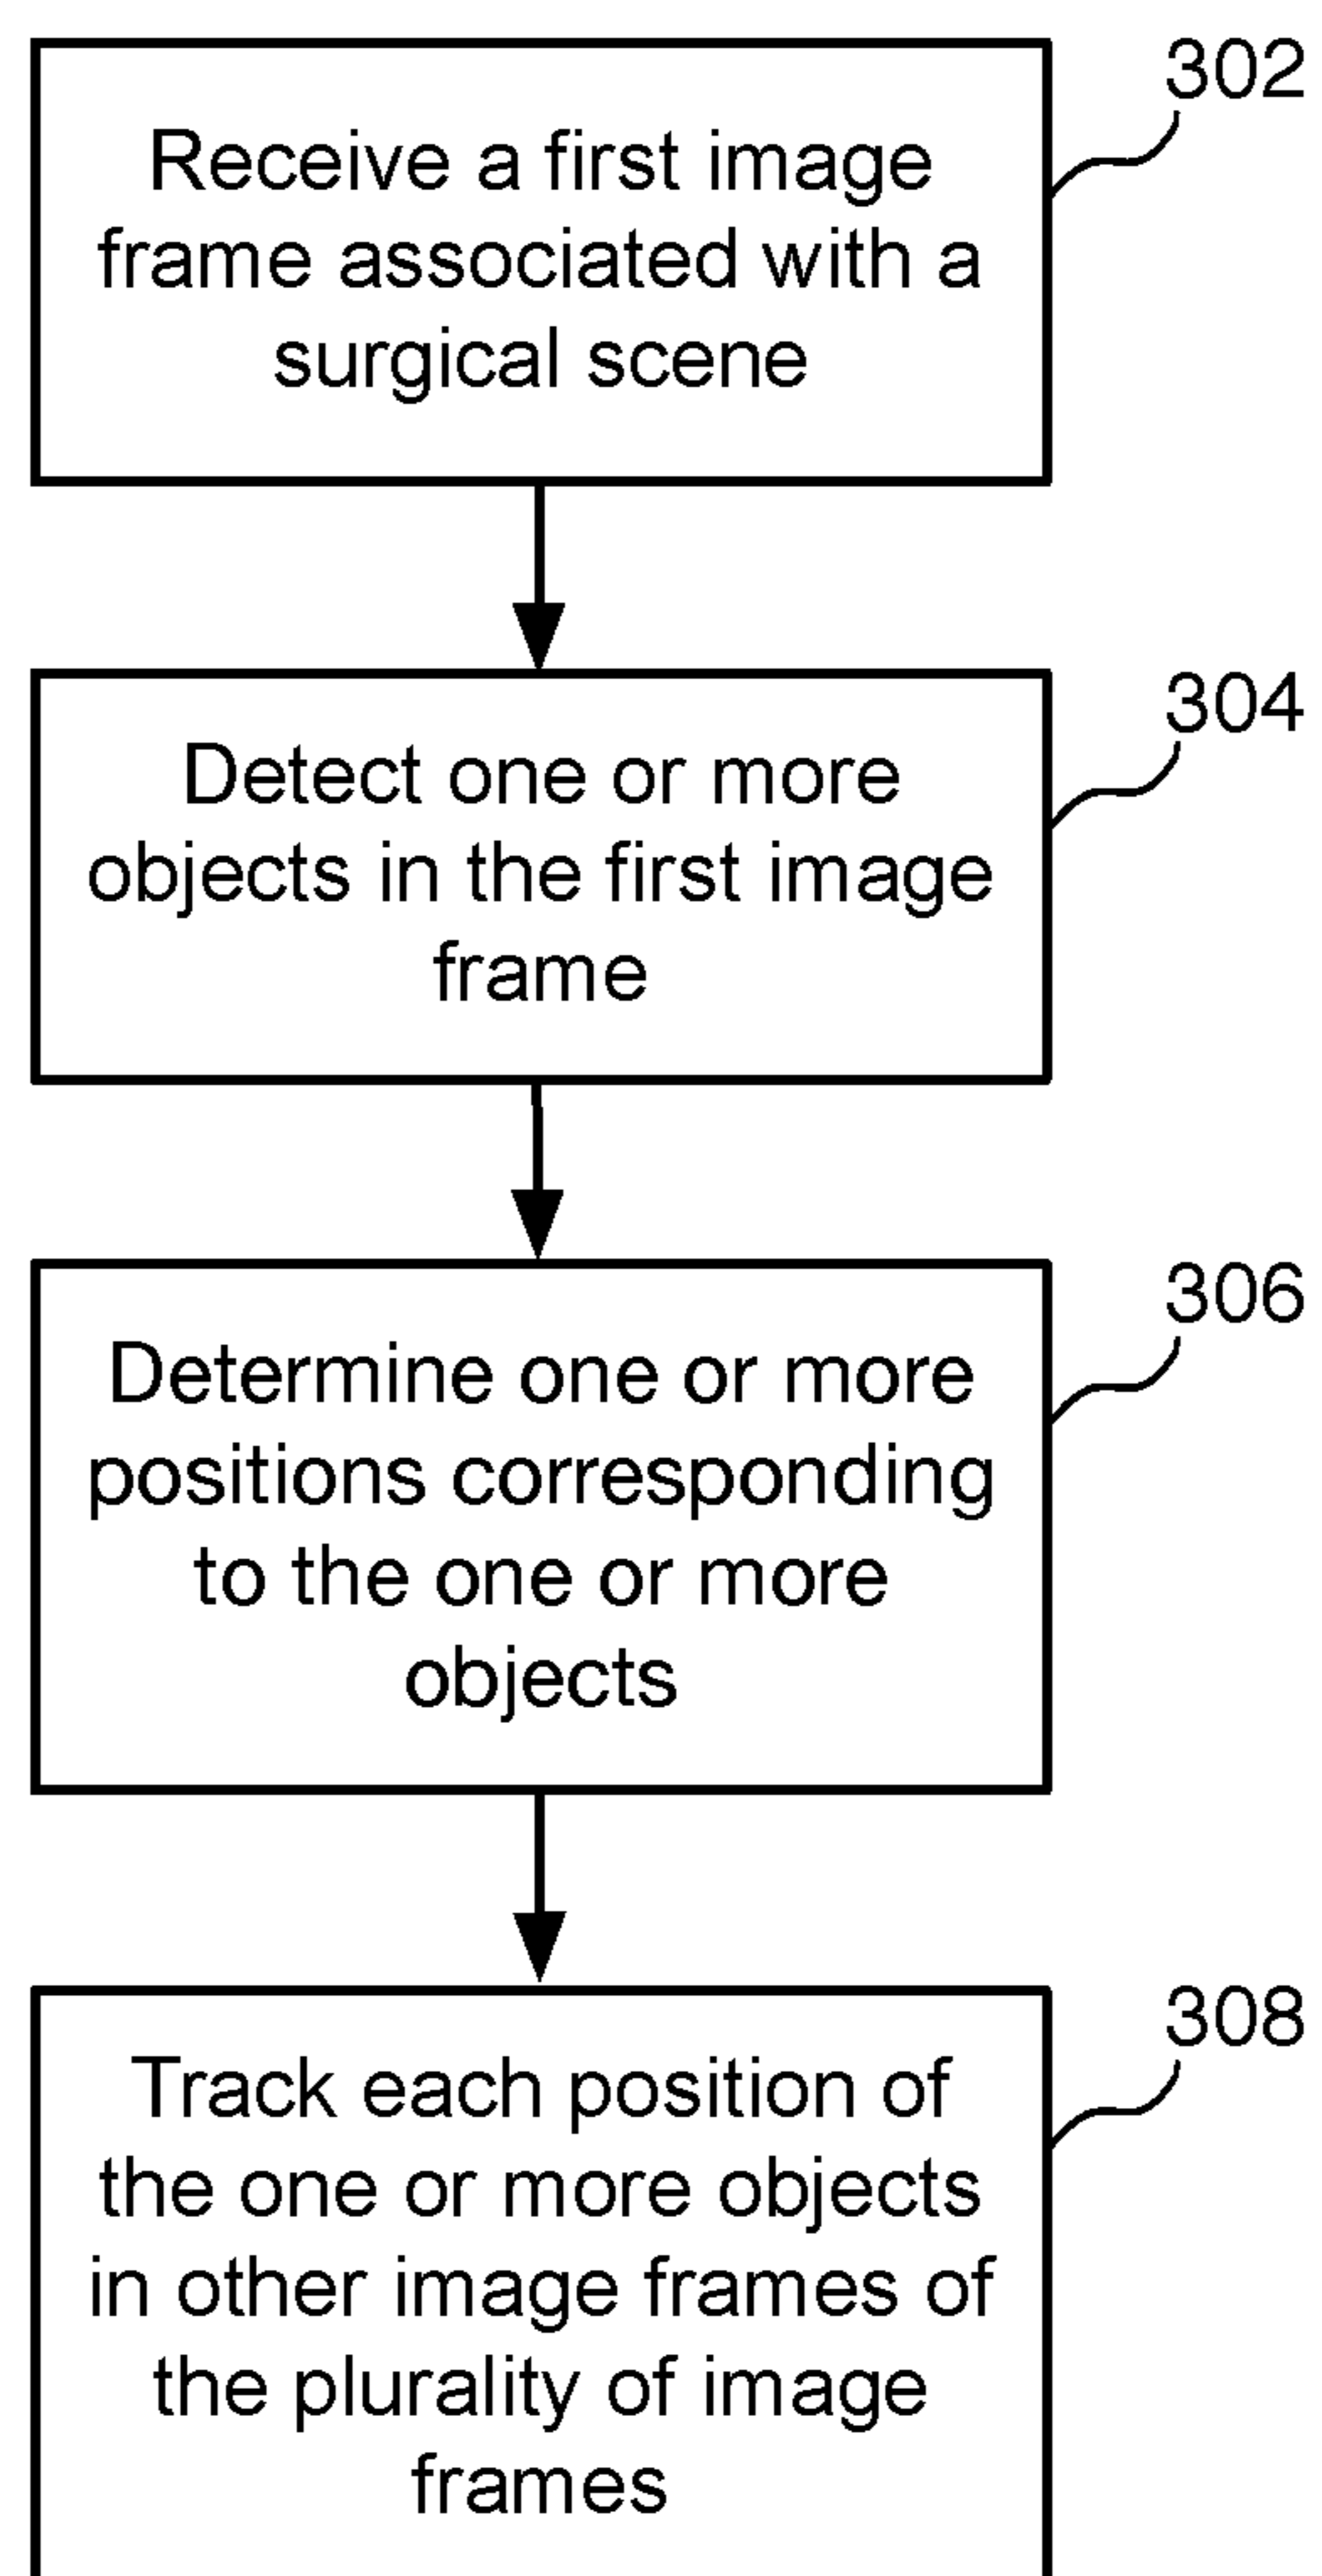 302
Receive a first image
frame associated with a
surgical scene
304
Detect one or more
objects in the first image
frame
306
Determine one or more
positions corresponding
to the one or more
objects
308
Track each position of
the one or more objects
in other image frames of
the plurality of image
frames